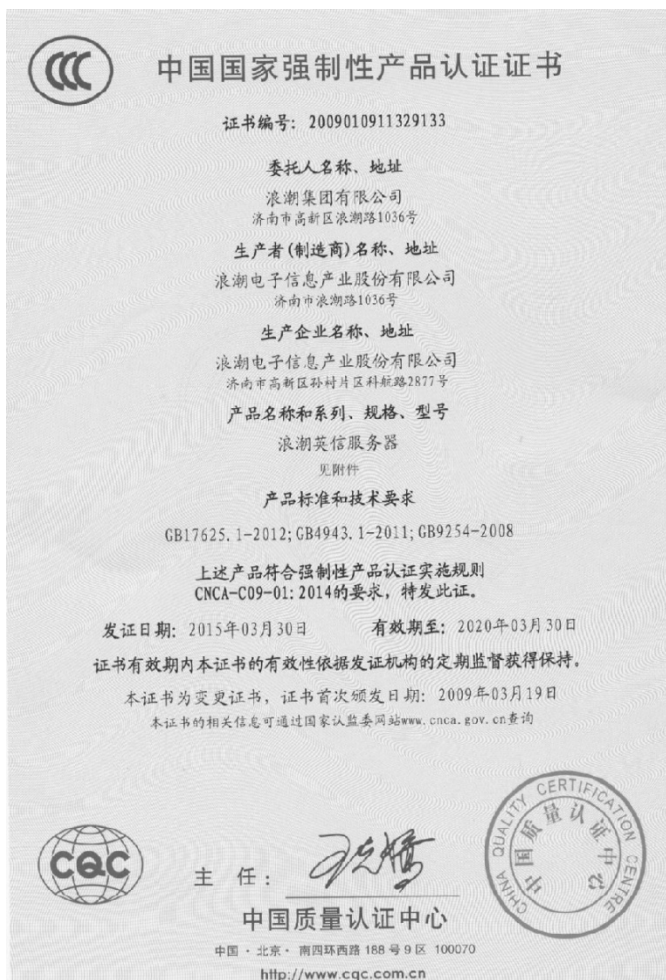 中国国家强制性产品认证证书
证书编号: 2009010911329133
委托人名称、地址
浪潮集团有限公司
济南市高新区浪潮路1036号
生产者(制造商)名称、地址
浪潮电子信息产业股份有限公司
济南市浪潮路1036号
生产企业名称、地址
浪潮电子信息产业股份有限公司
济南市高新区孙村片区科航路2877号
产品名称和系列、规格、型号
浪潮英信服务器
见附件
产品标准和技术要求
GB17625.1-2012;GB4943.1-2011;GB9254-2008
上述产品符合强制性产品认证实施规则
CNCA-C09-01:2014的要求,特发此证。
发证日期: 2015年03月30日 有效期至: 2020年03月30日
证书有效期内本证书的有效性依据发证机构的定期监督获得保持。
本证书为变更证书,证书首次颁发日期: 2009年03月19日
本证书的相关信息可通过国家认监委网站www.cnca.gov.cn查询
CQC
主 任:
CHINA QUALITY CERTIFICATION CENTRE
中国质量认证中心
中国质量认证中心
中国·北京·南四环西路188号9区 100070
http://www.cqc.com.cn